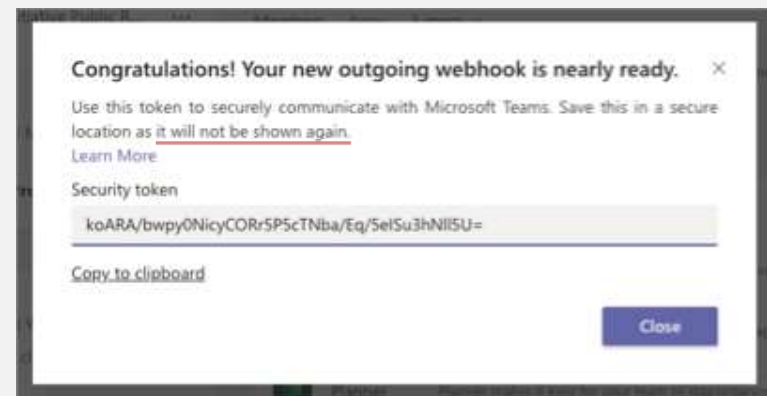 Congratulations! Your new outgoing webhook is nearly ready.
Use this token to securely communicate with Microsoft Teams. Save this in a secure
location as it will not be shown again.
Learn More
Security token
koARA/bwpy0NicyCORr5P5cTNba/Eq/5eISu3hNIl5U=
Copy to clipboard
Close
Planner